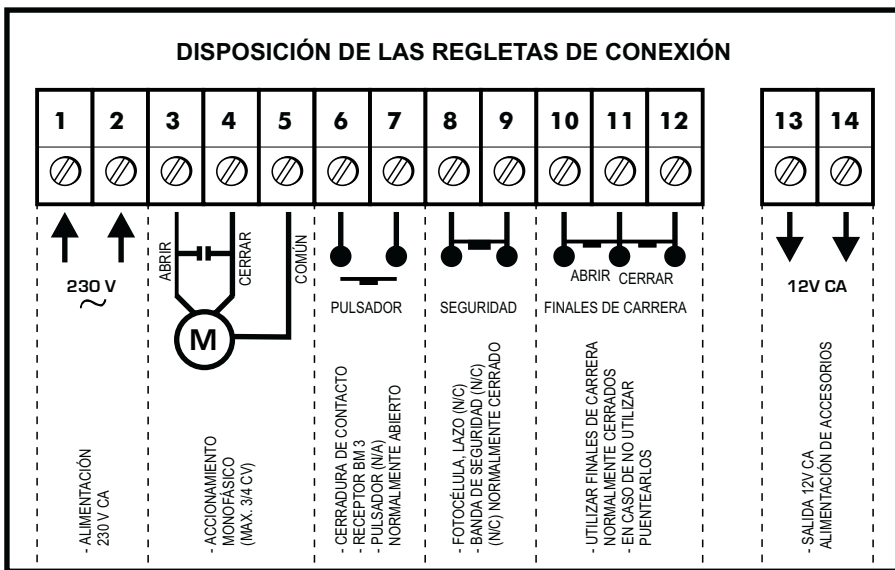 DISPOSICIÓN DE LAS REGLETAS DE CONEXIÓN
1 2 3 4 5 6 7 8 9 10 11 12 13 14
ABRIR
CERRAR
COMÚN
230 V
M
PULSADOR
SEGURIDAD
ABRIR CERRAR
FINALES DE CARRERA
12V CA
- ALIMENTACIÓN
230 V CA
- ACCIONAMIENTO
MONOFÁSICO
(MAX. 3/4 CV)
- CERRADURA DE CONTACTO
- RECEPTOR BM 3
- PULSADOR (N/A)
NORMALMENTE ABIERTO
- FOTOCÉLULA, LAZO (N/C)
- BANDA DE SEGURIDAD (N/C)
(N/C) NORMALMENTE CERRADO
- UTILIZAR FINALES DE CARRERA
NORMALMENTE CERRADOS
- EN CASO DE NO UTILIZAR
PUENTEARLOS
- SALIDA 12V CA
ALIMENTACIÓN DE ACCESORIOS